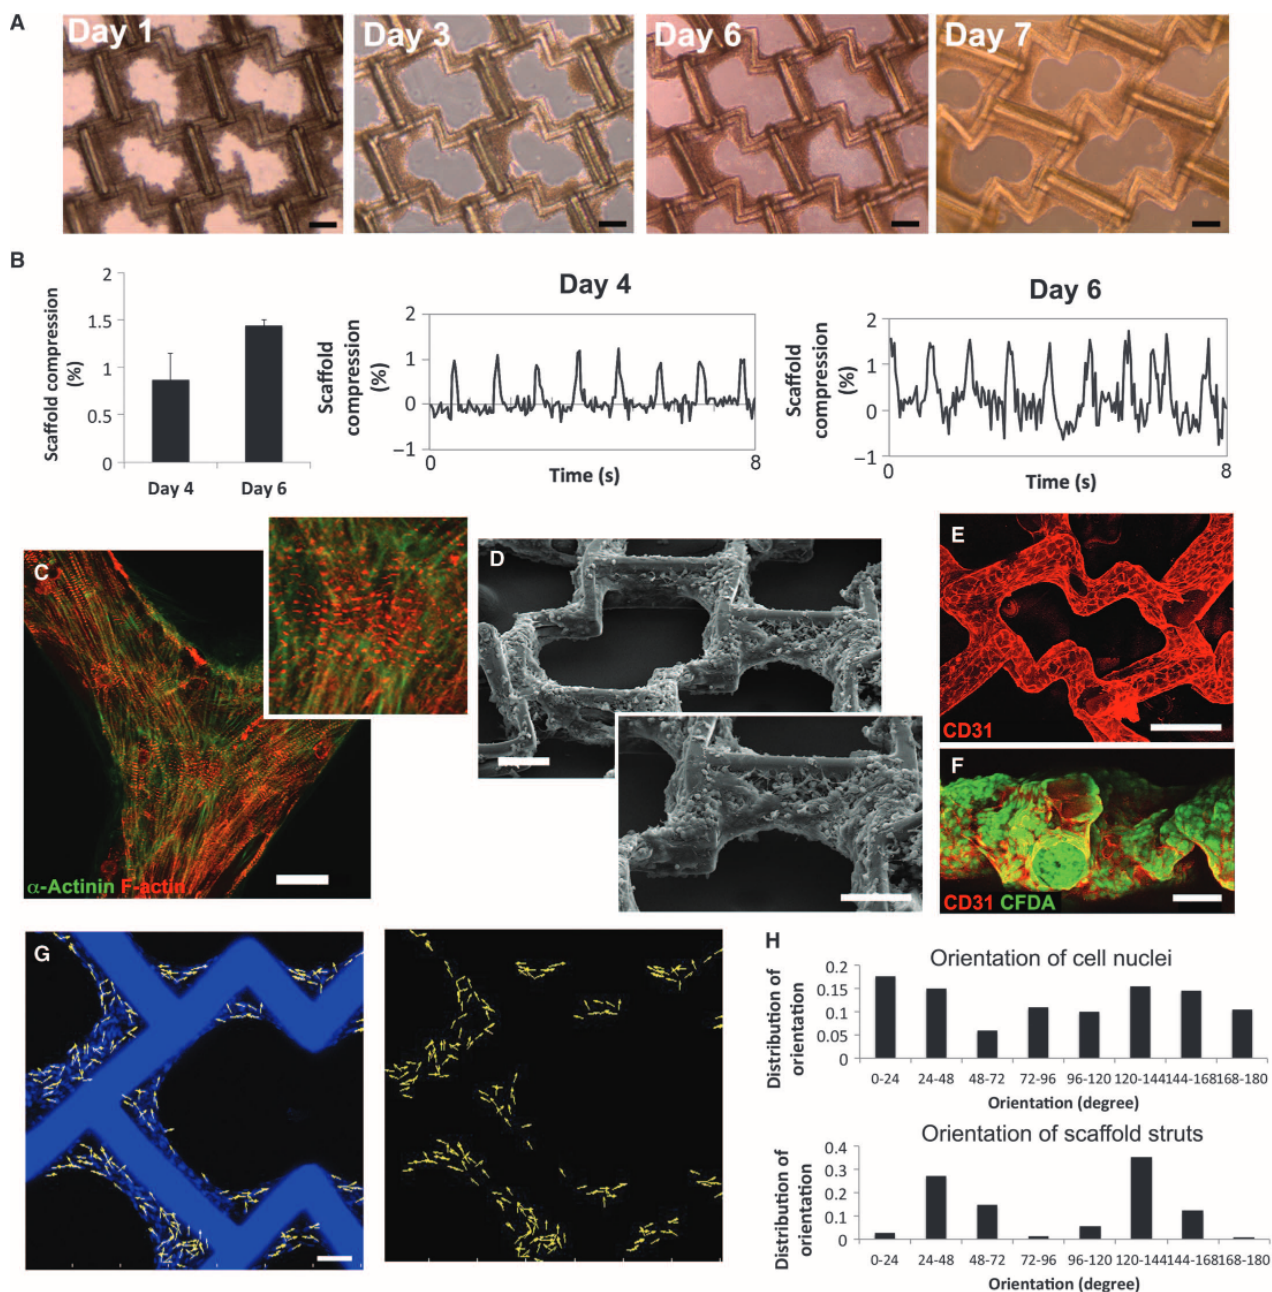 A
Day 1
Day 3
Day 6
Day 7
B
Scaffold compression
(%)
2
1.5
1
0.5
0
Day 4
Day 6
Day 4
Scaffold
compression
(%)
2
1
0
−1
0
8
Time (s)
Day 6
Scaffold
compression
(%)
2
1
0
−1
0
8
Time (s)
C
α-Actinin F-actin
D
E
CD31
F
CD31 CFDA
G
H
Orientation of cell nuclei
Distribution of
orientation
0.2
0.15
0.1
0.05
0
0-24
24-48
48-72
72-96
96-120
120-144
144-168
168-180
Orientation (degree)
Orientation of scaffold struts
Distribution of
orientation
0.4
0.3
0.2
0.1
0
0-24
24-48
48-72
72-96
96-120
120-144
144-168
168-180
Orientation (degree)